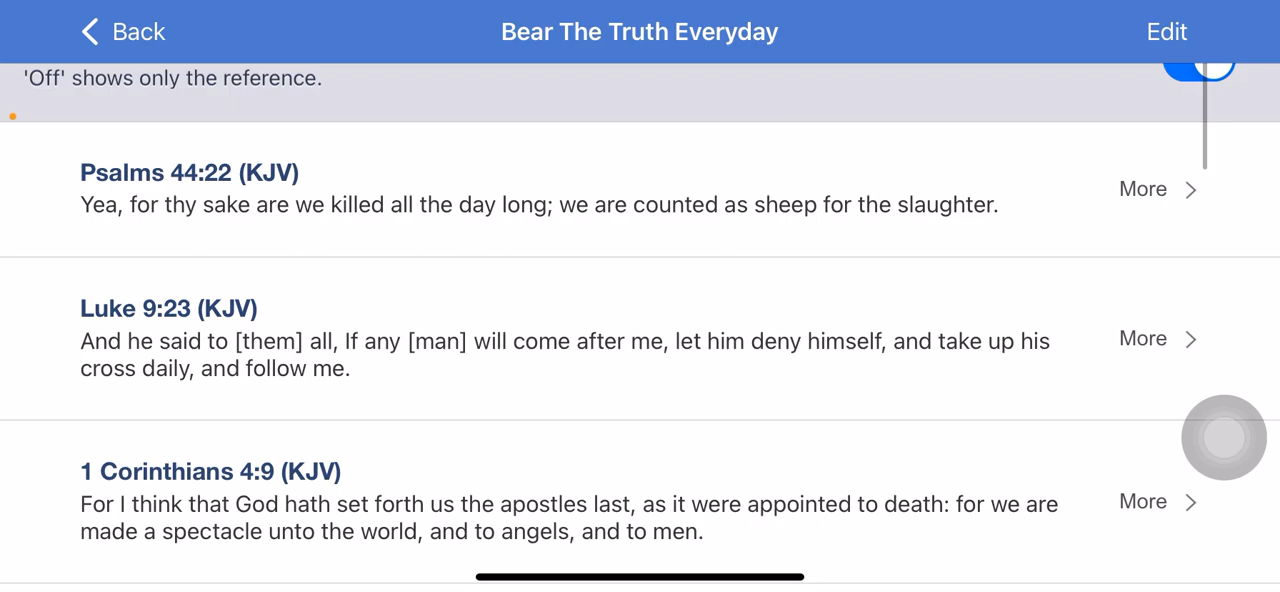 Back
Bear The Truth Everyday
Edit
'Off' shows only the reference.
Psalms 44:22 (KJV)
Yea, for thy sake are we killed all the day long; we are counted as sheep for the slaughter.
More
Luke 9:23 (KJV)
And he said to [them] all, If any [man] will come after me, let him deny himself, and take up his
cross daily, and follow me.
More
1 Corinthians 4:9 (KJV)
For I think that God hath set forth us the apostles last, as it were appointed to death: for we are
made a spectacle unto the world, and to angels, and to men.
More